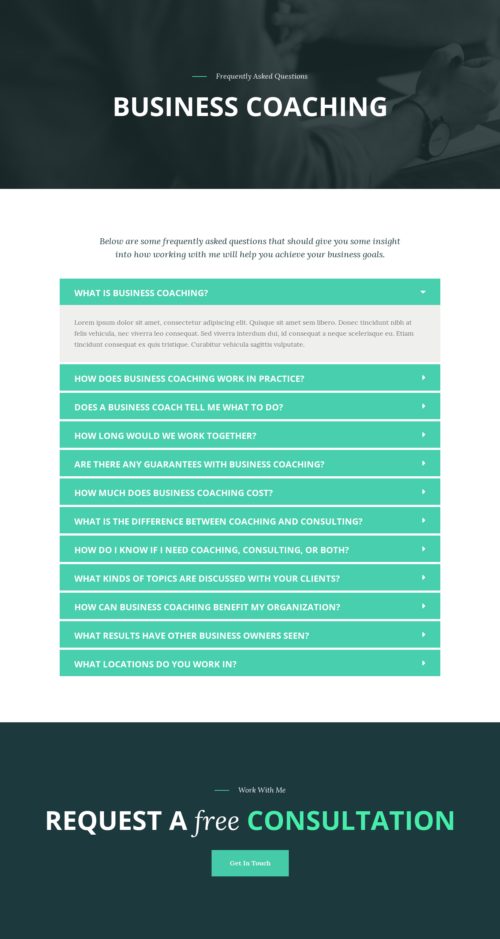 Frequently Asked Questions
BUSINESS COACHING
Below are some frequently asked questions that should give you some insight
into how working with me will help you achieve your business goals.
WHAT IS BUSINESS COACHING?
Lorem ipsum dolor sit amet, consectetur adipiscing elit. Quisque sit amet sem libero. Donec tincidunt nibh at
felis vehicula, nec viverra leo consequat. Sed viverra interdum dui, id consequat a neque scelerisque eu. Etiam
tincidunt consequat ex quis tristique. Curabitur vehicula sagittis vulputate.
HOW DOES BUSINESS COACHING WORK IN PRACTICE?
DOES A BUSINESS COACH TELL ME WHAT TO DO?
HOW LONG WOULD WE WORK TOGETHER?
ARE THERE ANY GUARANTEES WITH BUSINESS COACHING?
HOW MUCH DOES BUSINESS COACHING COST?
WHAT IS THE DIFFERENCE BETWEEN COACHING AND CONSULTING?
HOW DO I KNOW IF I NEED COACHING, CONSULTING, OR BOTH?
WHAT KINDS OF TOPICS ARE DISCUSSED WITH YOUR CLIENTS?
HOW CAN BUSINESS COACHING BENEFIT MY ORGANIZATION?
WHAT RESULTS HAVE OTHER BUSINESS OWNERS SEEN?
WHAT LOCATIONS DO YOU WORK IN?
Work With Me
REQUEST A free CONSULTATION
Get In Touch